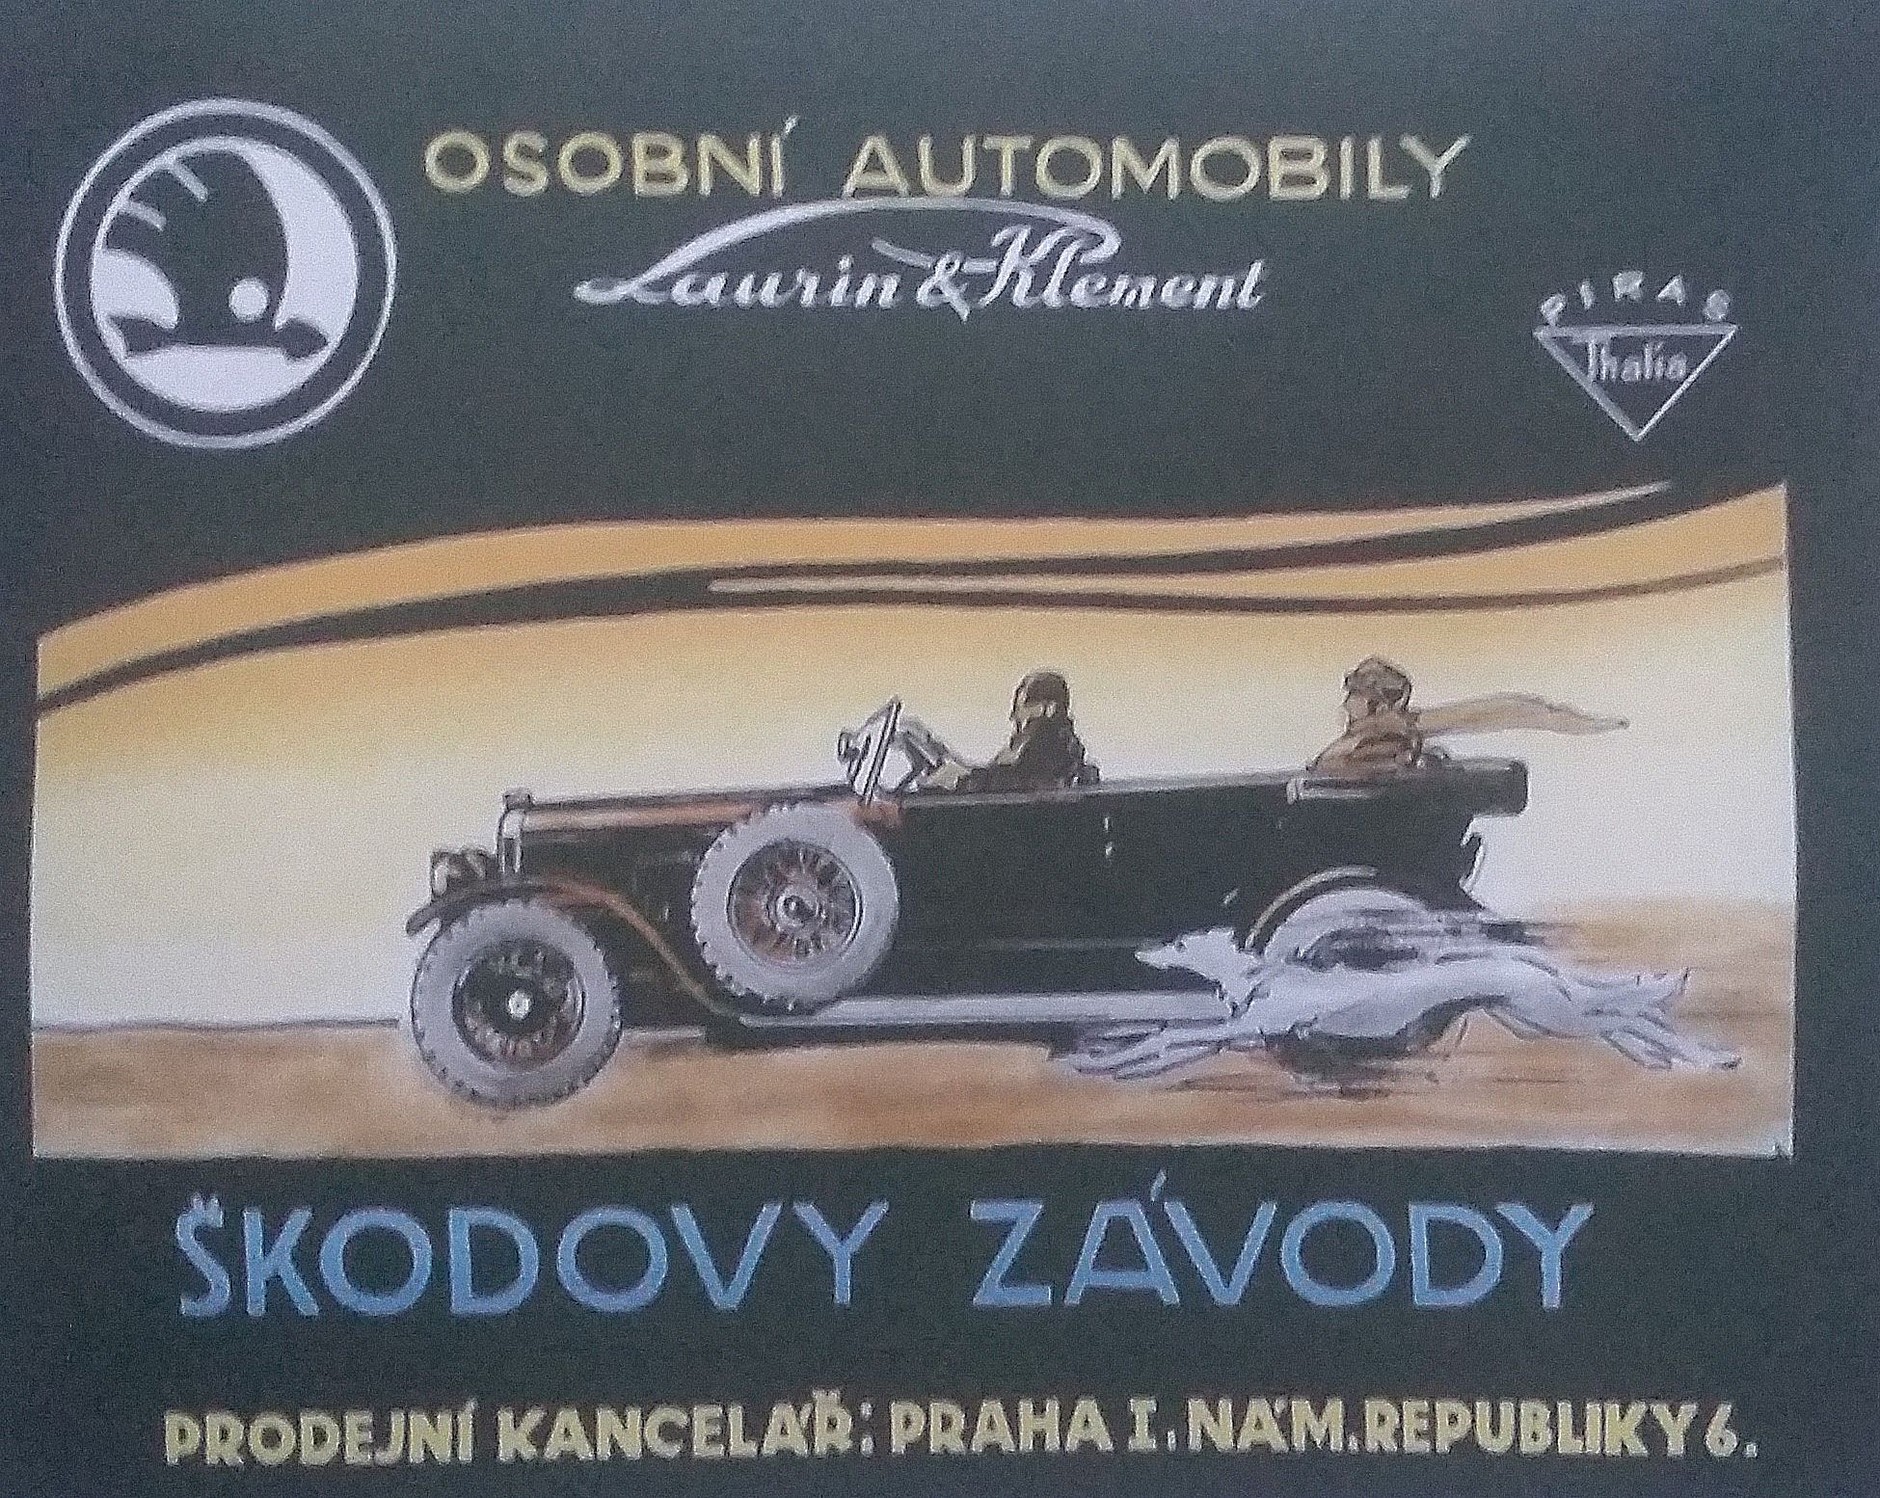 OSOBNÍ AUTOMOBILY
Laurin & Klement
PIRAS
Thalia
ŠKODOVY ZÁVODY
PRODEJNÍ KANCELÁŘ: PRAHA I. NÁM. REPUBLIKY 6.